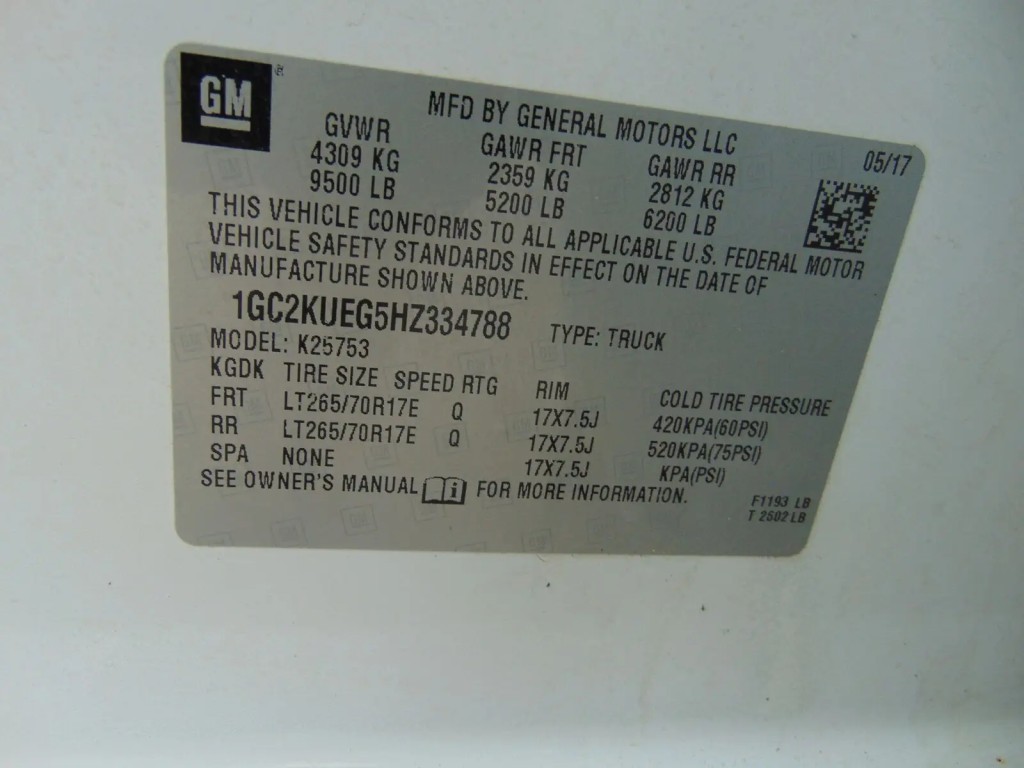 GM
MFD BY GENERAL MOTORS LLC
05/17
GVWR GAWR FRT GAWR RR
4309 KG 2359 KG 2812 KG
9500 LB 5200 LB 6200 LB
THIS VEHICLE CONFORMS TO ALL APPLICABLE U.S. FEDERAL MOTOR
VEHICLE SAFETY STANDARDS IN EFFECT ON THE DATE OF
MANUFACTURE SHOWN ABOVE.
1GC2KUEG5HZ334788 TYPE: TRUCK
MODEL: K25753
KGDK TIRE SIZE SPEED RTG RIM COLD TIRE PRESSURE
FRT LT265/70R17E Q 17X7.5J 420KPA(60PSI)
RR LT265/70R17E Q 17X7.5J 520KPA(75PSI)
SPA NONE 17X7.5J KPA(PSI)
SEE OWNER'S MANUAL FOR MORE INFORMATION.
F1193 LB
T 2602 LB